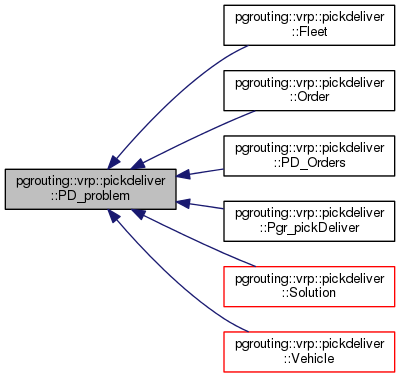 pgrouting::vrp::pickdeliver
::PD_problem
pgrouting::vrp::pickdeliver
::Fleet
pgrouting::vrp::pickdeliver
::Order
pgrouting::vrp::pickdeliver
::PD_Orders
pgrouting::vrp::pickdeliver
::Pgr_pickDeliver
pgrouting::vrp::pickdeliver
::Solution
pgrouting::vrp::pickdeliver
::Vehicle